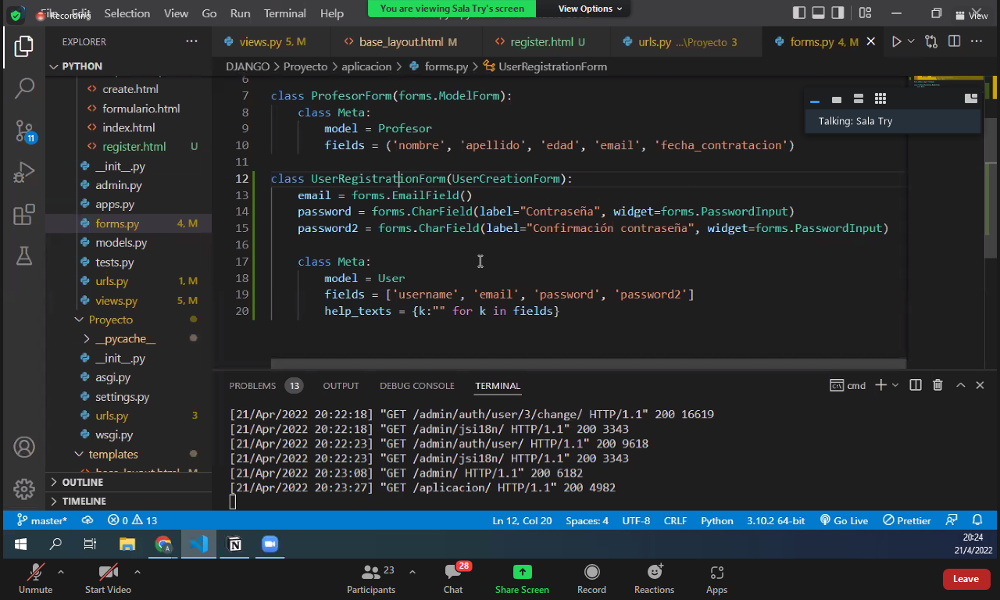 File Edit Selection View Go Run Terminal Help
Recording
You are viewing Sala Try's screen
View Options
View
EXPLORER
views.py 5, M
base_layout.html M
register.html U
urls.py ...\Proyecto 3
forms.py 4, M
PYTHON
DJANGO > Proyecto > aplicacion > forms.py > UserRegistrationForm
create.html
formulario.html
index.html
register.html U
__init__.py
admin.py
apps.py
forms.py 4, M
models.py
tests.py
urls.py 1, M
views.py 5, M
Proyecto
__pycache__
__init__.py
asgi.py
settings.py
urls.py 3
wsgi.py
templates
base_layout.html
OUTLINE
TIMELINE
11
6
7 class ProfesorForm(forms.ModelForm):
8 class Meta:
9 model = Profesor
10 fields = ('nombre', 'apellido', 'edad', 'email', 'fecha_contratacion')
11
12 class UserRegistrationForm(UserCreationForm):
13 email = forms.EmailField()
14 password = forms.CharField(label="Contraseña", widget=forms.PasswordInput)
15 password2 = forms.CharField(label="Confirmación contraseña", widget=forms.PasswordInput)
16
17 class Meta:
18 model = User
19 fields = ['username', 'email', 'password', 'password2']
20 help_texts = {k:"" for k in fields}
Talking: Sala Try
PROBLEMS 13 OUTPUT DEBUG CONSOLE TERMINAL
cmd
[21/Apr/2022 20:22:18] "GET /admin/auth/user/3/change/ HTTP/1.1" 200 16619
[21/Apr/2022 20:22:18] "GET /admin/jsi18n/ HTTP/1.1" 200 3343
[21/Apr/2022 20:22:23] "GET /admin/auth/user/ HTTP/1.1" 200 9618
[21/Apr/2022 20:22:23] "GET /admin/jsi18n/ HTTP/1.1" 200 3343
[21/Apr/2022 20:23:08] "GET /admin/ HTTP/1.1" 200 6182
[21/Apr/2022 20:23:27] "GET /aplicacion/ HTTP/1.1" 200 4982
master* 0 13 Ln 12, Col 20 Spaces: 4 UTF-8 CRLF Python 3.10.2 64-bit Go Live Prettier
20:24
21/4/2022
Unmute
Start Video
23
Participants
28
Chat
Share Screen
Record
Reactions
Apps
Leave